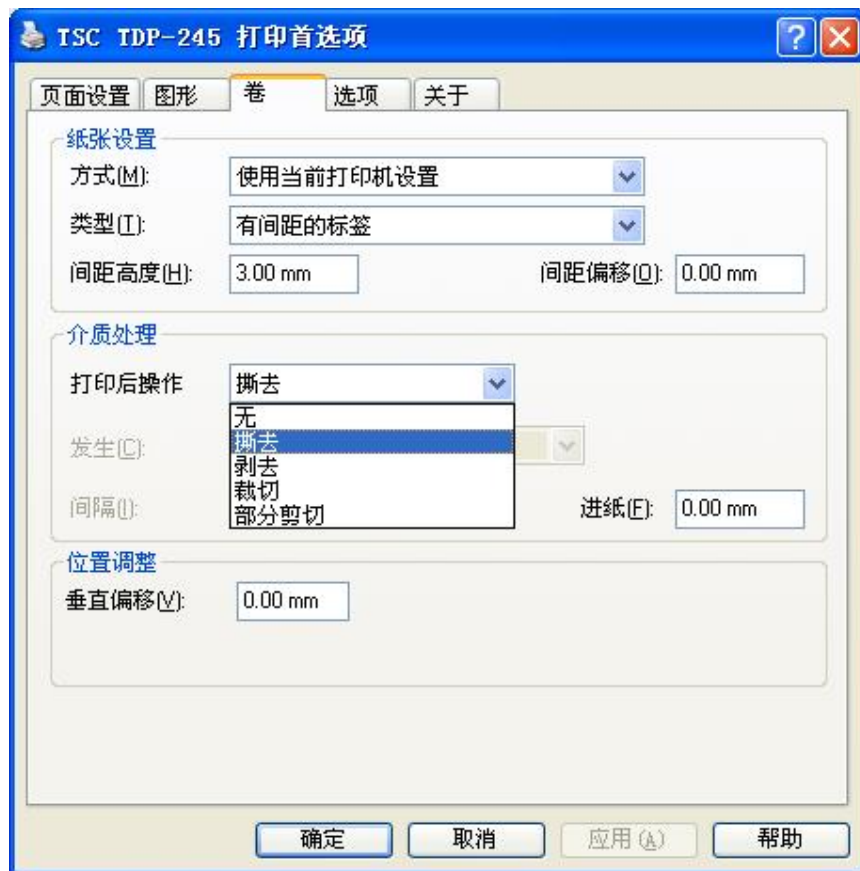 TSC TDP-245 打印首选项
页面设置 图形 卷 选项 关于
纸张设置
方式(M): 使用当前打印机设置
类型(T): 有间距的标签
间距高度(H): 3.00 mm 间距偏移(O): 0.00 mm
介质处理
打印后操作 撕去
无
撕去
发生(C):
剥去
裁切
间隔(I): 进纸(F): 0.00 mm
部分剪切
位置调整
垂直偏移(V): 0.00 mm
确定 取消 应用(A) 帮助